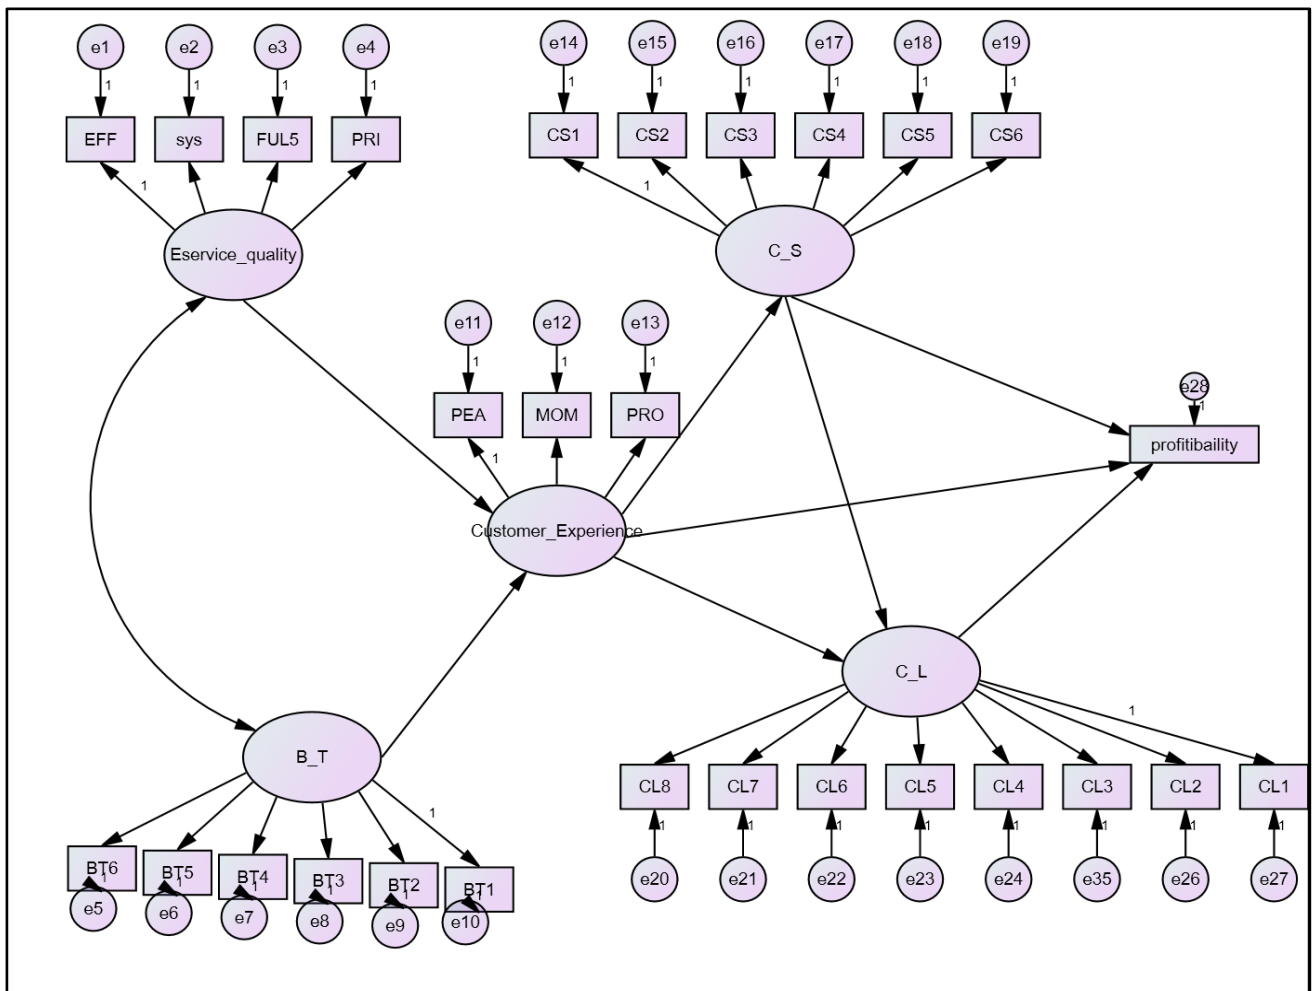 e1 e2 e3 e4 e14 e15 e16 e17 e18 e19
1 1 1 1 1 1 1 1 1 1
EFF sys FUL5 PRI CS1 CS2 CS3 CS4 CS5 CS6
1 1
Eservice_quality C_S
e11 e12 e13
1 1 1
e28
1
PEA MOM PRO
profitibaility
1
Customer_Experience
C_L
1
B_T
CL8 CL7 CL6 CL5 CL4 CL3 CL2 CL1
1
1 1 1 1 1 1 1 1
BT6 BT5 BT4 BT3 BT2 BT1
1 1 1 1 1 1
e20 e21 e22 e23 e24 e35 e26 e27
e5 e6 e7 e8 e9 e10